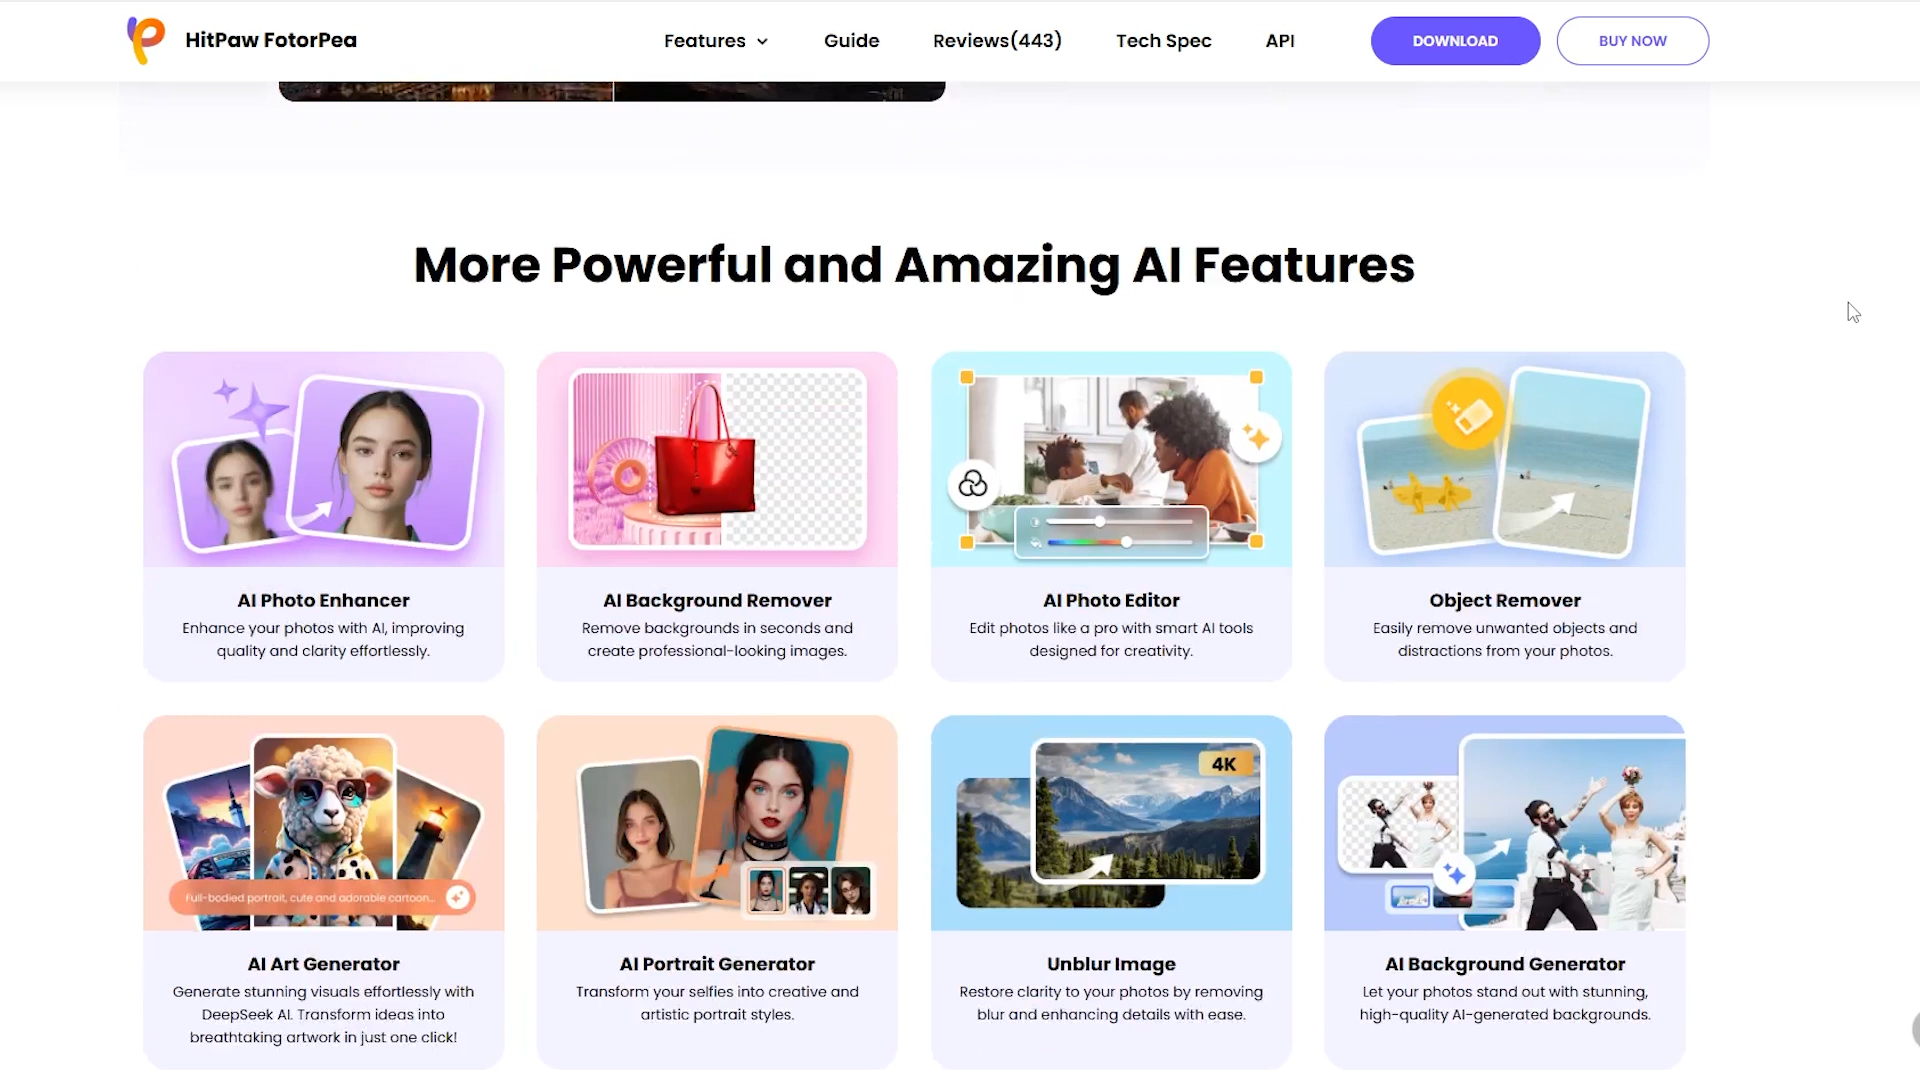 HitPaw FotorPea
Features
Guide
Reviews(443)
Tech Spec
API
DOWNLOAD
BUY NOW
More Powerful and Amazing AI Features
AI Photo Enhancer
Enhance your photos with AI, improving
quality and clarity effortlessly.
AI Background Remover
Remove backgrounds in seconds and
create professional-looking images.
AI Photo Editor
Edit photos like a pro with smart AI tools
designed for creativity.
Object Remover
Easily remove unwanted objects and
distractions from your photos.
Full-bodied portrait, cute and adorable cartoon...
AI Art Generator
Generate stunning visuals effortlessly with
DeepSeek AI. Transform ideas into
breathtaking artwork in just one click!
AI Portrait Generator
Transform your selfies into creative and
artistic portrait styles.
4K
Unblur Image
Restore clarity to your photos by removing
blur and enhancing details with ease.
AI Background Generator
Let your photos stand out with stunning,
high-quality AI-generated backgrounds.